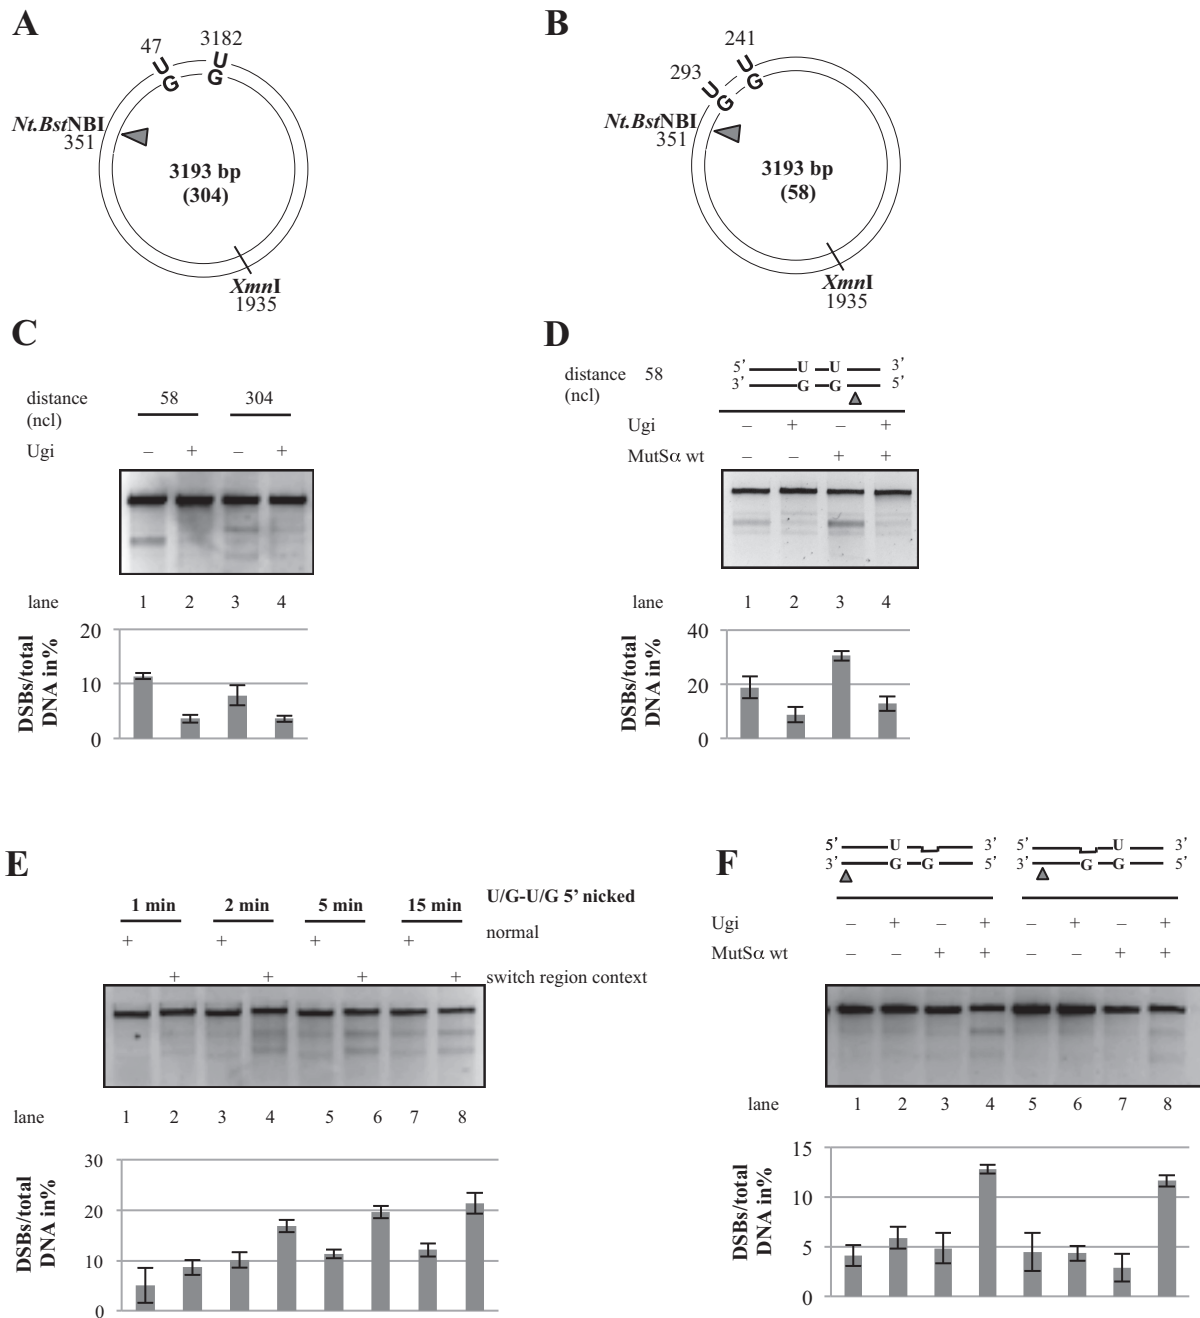 A
47
3182
U
U
G
G
Nt.BstNBI
351
3193 bp
(304)
XmnI
1935
B
241
293
U
U
G
G
Nt.BstNBI
351
3193 bp
(58)
XmnI
1935
C
distance
(ncl)
58 304
Ugi – + – +
lane 1 2 3 4
DSBs/total
DNA in%
20
10
0
D
distance 58
(ncl)
5’ U U 3’
3’ G G 5’
Ugi – + – +
MutSα wt – – + +
lane 1 2 3 4
DSBs/total
DNA in%
40
20
0
E
1 min 2 min 5 min 15 min U/G-U/G 5’ nicked
+ + + + normal
+ + + + switch region context
lane 1 2 3 4 5 6 7 8
DSBs/total
DNA in%
30
20
10
0
F
5’ U 3’ 5’ U 3’
3’ G G 5’ 3’ G G 5’
Ugi – + – + – + – +
MutSα wt – – + + – – + +
lane 1 2 3 4 5 6 7 8
DSBs/total
DNA in%
15
10
5
0